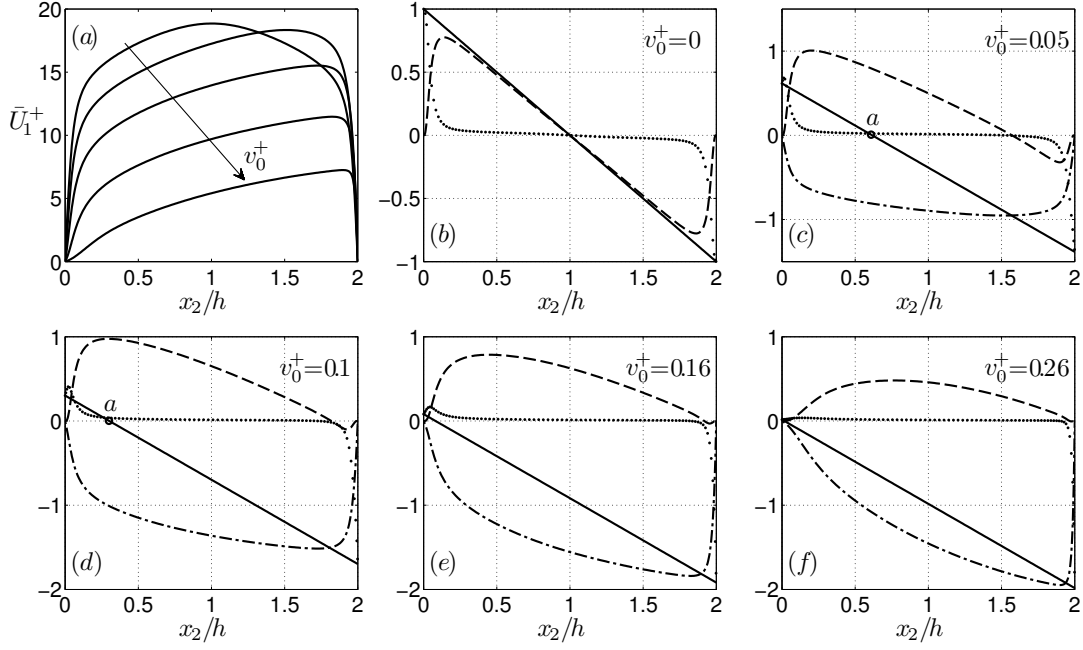 20
15
10
5
0
Ū₁⁺
(a)
v₀⁺
0 0.5 1 1.5 2
x₂/h
1
0.5
0
−0.5
−1
v₀⁺=0
(b)
0 0.5 1 1.5 2
x₂/h
1
0
−1
v₀⁺=0.05
a
(c)
0 0.5 1 1.5 2
x₂/h
1
0
−1
−2
v₀⁺=0.1
a
(d)
0 0.5 1 1.5 2
x₂/h
1
0
−1
−2
v₀⁺=0.16
(e)
0 0.5 1 1.5 2
x₂/h
1
0
−1
−2
v₀⁺=0.26
(f)
0 0.5 1 1.5 2
x₂/h